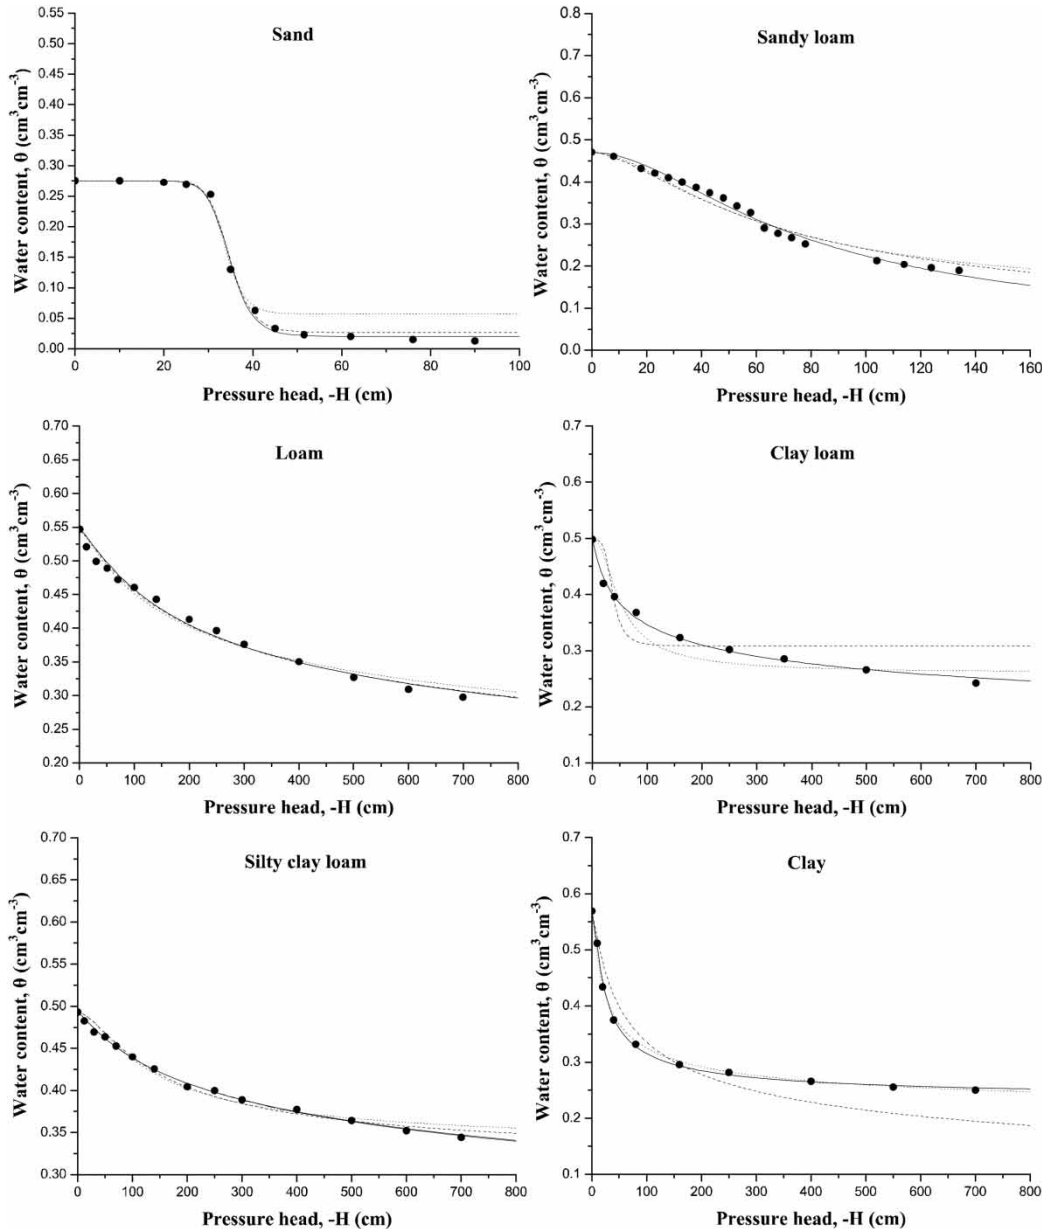 Sand
0.55
0.50
0.45
0.40
0.35
0.30
0.25
0.20
0.15
0.10
0.05
0.00
0 20 40 60 80 100
Water content, θ (cm³cm⁻³)
Pressure head, -H (cm)
Sandy loam
0.8
0.7
0.6
0.5
0.4
0.3
0.2
0.1
0.0
0 20 40 60 80 100 120 140 160
Water content, θ (cm³cm⁻³)
Pressure head, -H (cm)
Loam
0.70
0.65
0.60
0.55
0.50
0.45
0.40
0.35
0.30
0.25
0.20
0 100 200 300 400 500 600 700 800
Water content, θ (cm³cm⁻³)
Pressure head, -H (cm)
Clay loam
0.7
0.6
0.5
0.4
0.3
0.2
0.1
0 100 200 300 400 500 600 700 800
Water content, θ (cm³cm⁻³)
Pressure head, -H (cm)
Silty clay loam
0.70
0.65
0.60
0.55
0.50
0.45
0.40
0.35
0.30
0 100 200 300 400 500 600 700 800
Water content, θ (cm³cm⁻³)
Pressure head, -H (cm)
Clay
0.7
0.6
0.5
0.4
0.3
0.2
0.1
0 100 200 300 400 500 600 700 800
Water content, θ (cm³cm⁻³)
Pressure head, -H (cm)